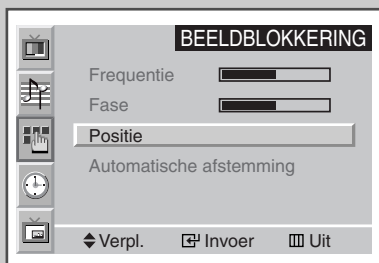 BEELDBLOKKERING
Frequentie
Fase
Positie
Automatische afstemming
Verpl. Invoer Uit